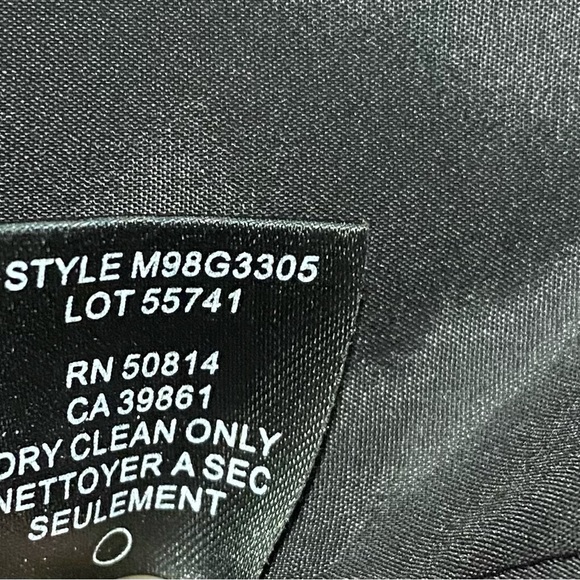 STYLE M98G3305
LOT 55741
RN 50814
CA 39861
DRY CLEAN ONLY
NETTOYER A SEC
SEULEMENT